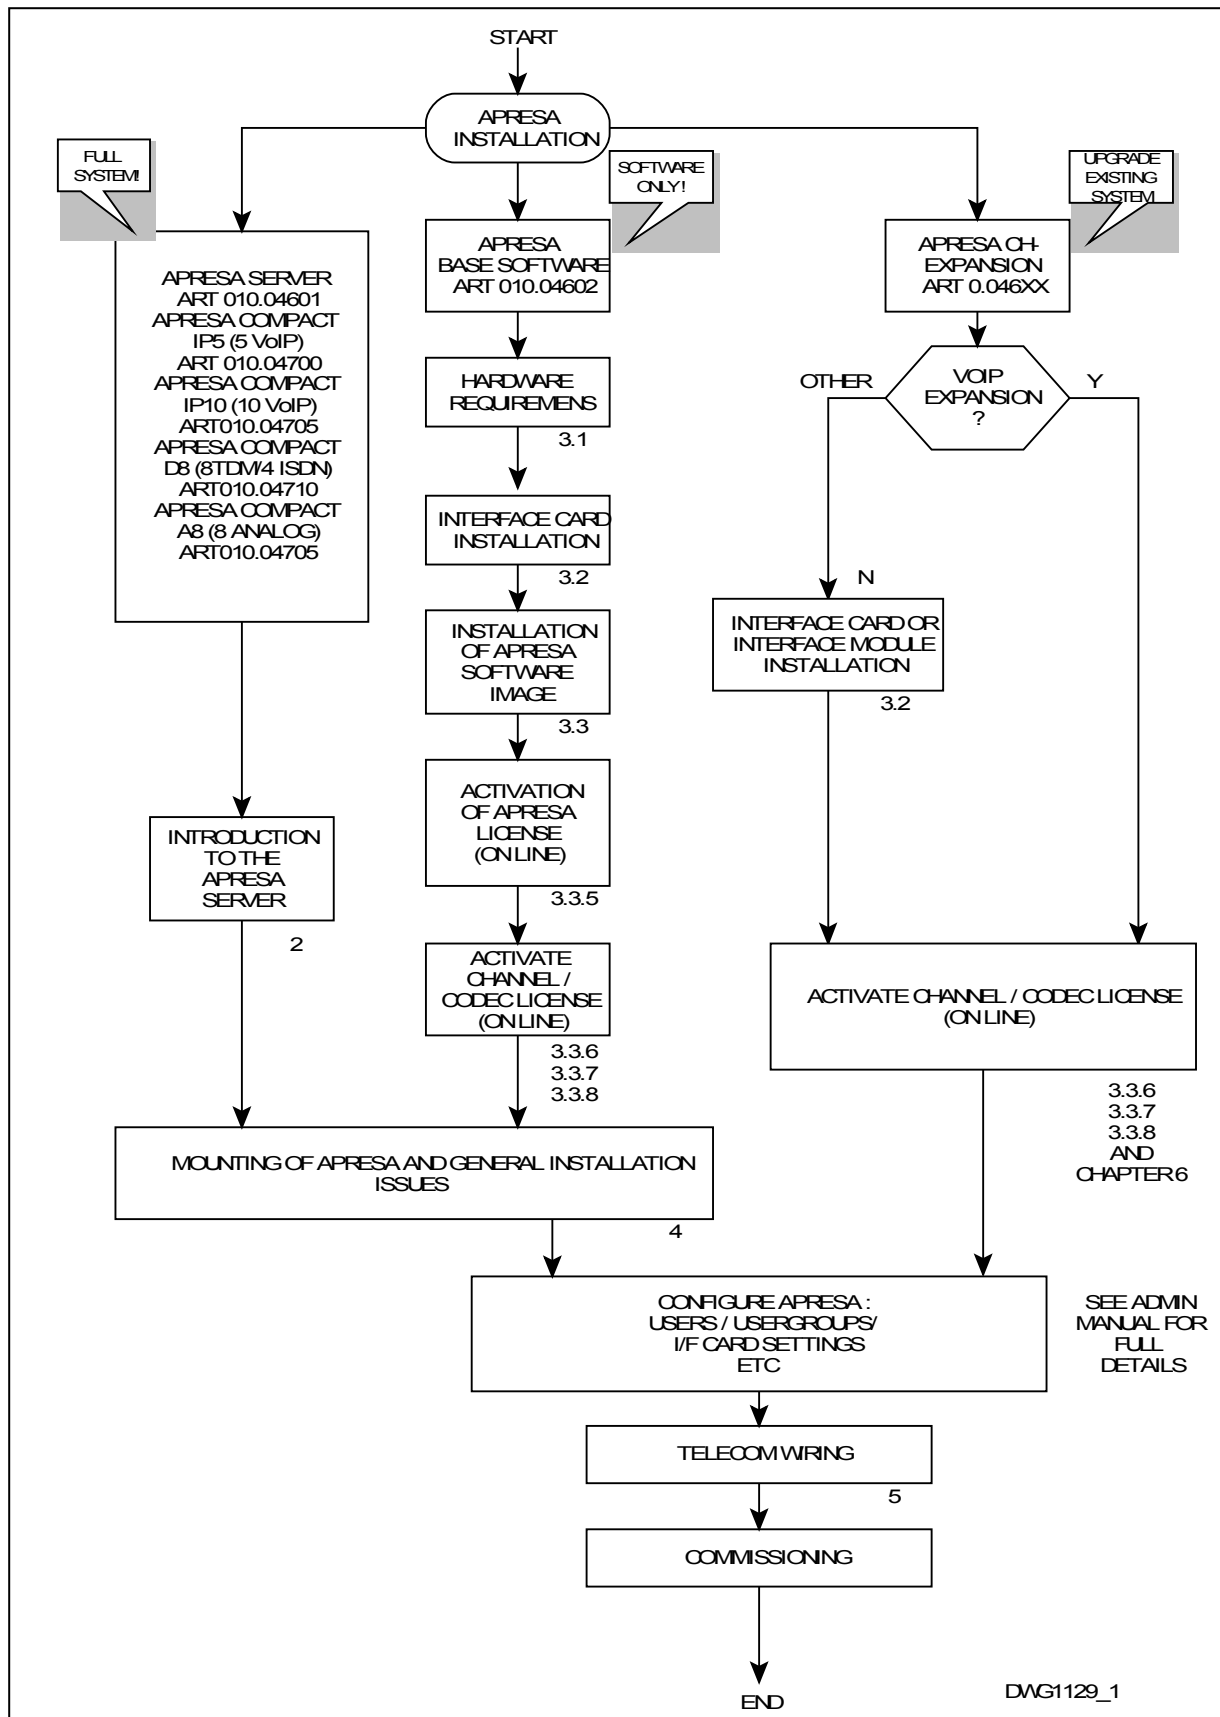 START
APRESA
INSTALLATION
FULL
SYSTEM!
SOFTWARE
ONLY!
UPGRADE
EXISTING
SYSTEM
APRESA SERVER
ART 010.04601
APRESA COMPACT
IP5 (5 VoIP)
ART 010.04700
APRESA COMPACT
IP10 (10 VoIP)
ART010.04705
APRESA COMPACT
D8 (8TDM/4 ISDN)
ART010.04710
APRESA COMPACT
A8 (8 ANALOG)
ART010.04705
INTRODUCTION
TO THE
APRESA
SERVER
2
APRESA
BASE SOFTWARE
ART 010.04602
HARDWARE
REQUIREMENS
3.1
INTERFACE CARD
INSTALLATION
3.2
INSTALLATION
OF APRESA
SOFTWARE
IMAGE
3.3
ACTIVATION
OF APRESA
LICENSE
(ON LINE)
3.3.5
ACTIVATE
CHANNEL /
CODEC LICENSE
(ON LINE)
3.3.6
3.3.7
3.3.8
APRESA CH-
EXPANSION
ART 0.046XX
VOIP
EXPANSION
?
OTHER
Y
N
INTERFACE CARD OR
INTERFACE MODULE
INSTALLATION
3.2
ACTIVATE CHANNEL / CODEC LICENSE
(ON LINE)
3.3.6
3.3.7
3.3.8
AND
CHAPTER 6
MOUNTING OF APRESA AND GENERAL INSTALLATION
ISSUES
4
CONFIGURE APRESA :
USERS / USERGROUPS/
I/F CARD SETTINGS
ETC
SEE ADMIN
MANUAL FOR
FULL
DETAILS
TELECOM WIRING
5
COMMISSIONING
END
DWG1129_1